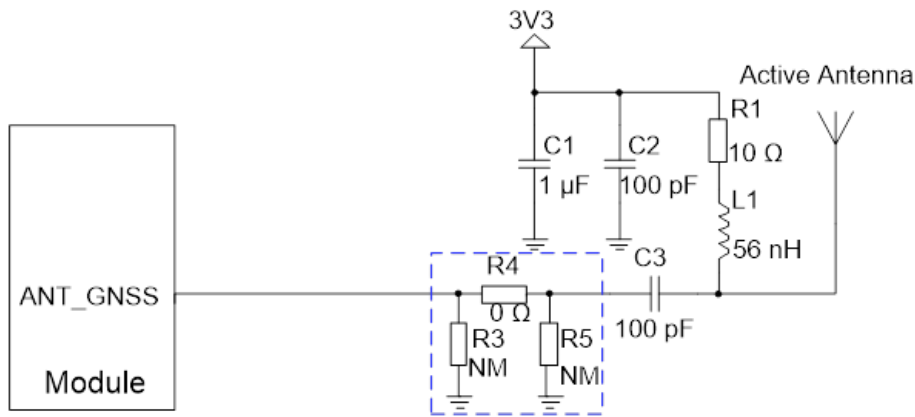 3V3
Active Antenna
R1
10 Ω
C1
1 µF
C2
100 pF
L1
56 nH
C3
100 pF
R4
0 Ω
ANT_GNSS
R3
NM
R5
NM
Module